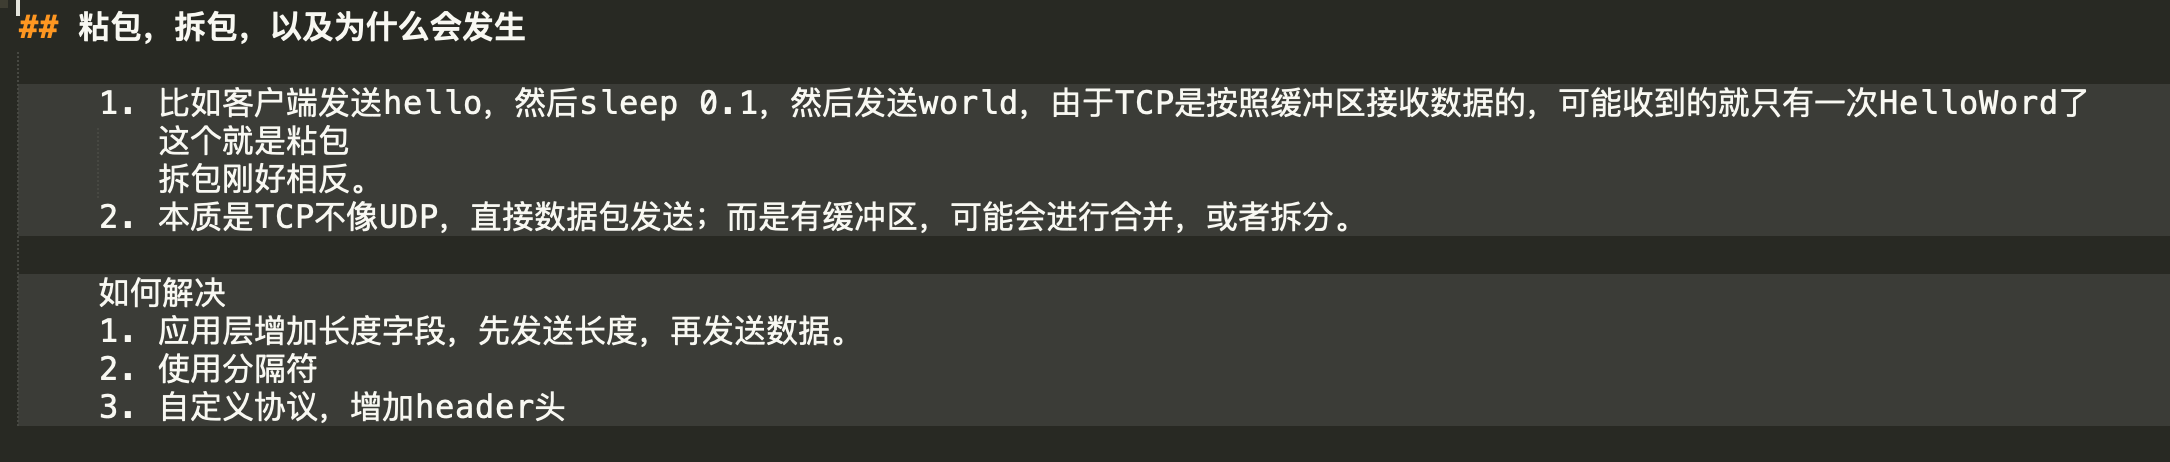 ## 粘包，拆包，以及为什么会发生
1. 比如客户端发送hello，然后sleep 0.1，然后发送world，由于TCP是按照缓冲区接收数据的，可能收到的就只有一次HelloWord了
这个就是粘包
拆包刚好相反。
2. 本质是TCP不像UDP，直接数据包发送；而是有缓冲区，可能会进行合并，或者拆分。
如何解决
1. 应用层增加长度字段，先发送长度，再发送数据。
2. 使用分隔符
3. 自定义协议，增加header头